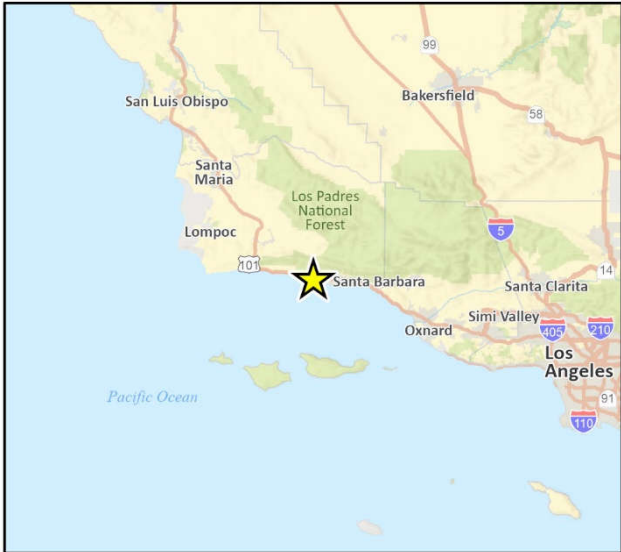 99
Bakersfield
San Luis Obispo
58
Santa
Maria
Los Padres
National
Forest
Lompoc
5
101
Santa Barbara
14
Santa Clarita
Simi Valley
Oxnard
405
210
Los
Angeles
Pacific Ocean
91
110